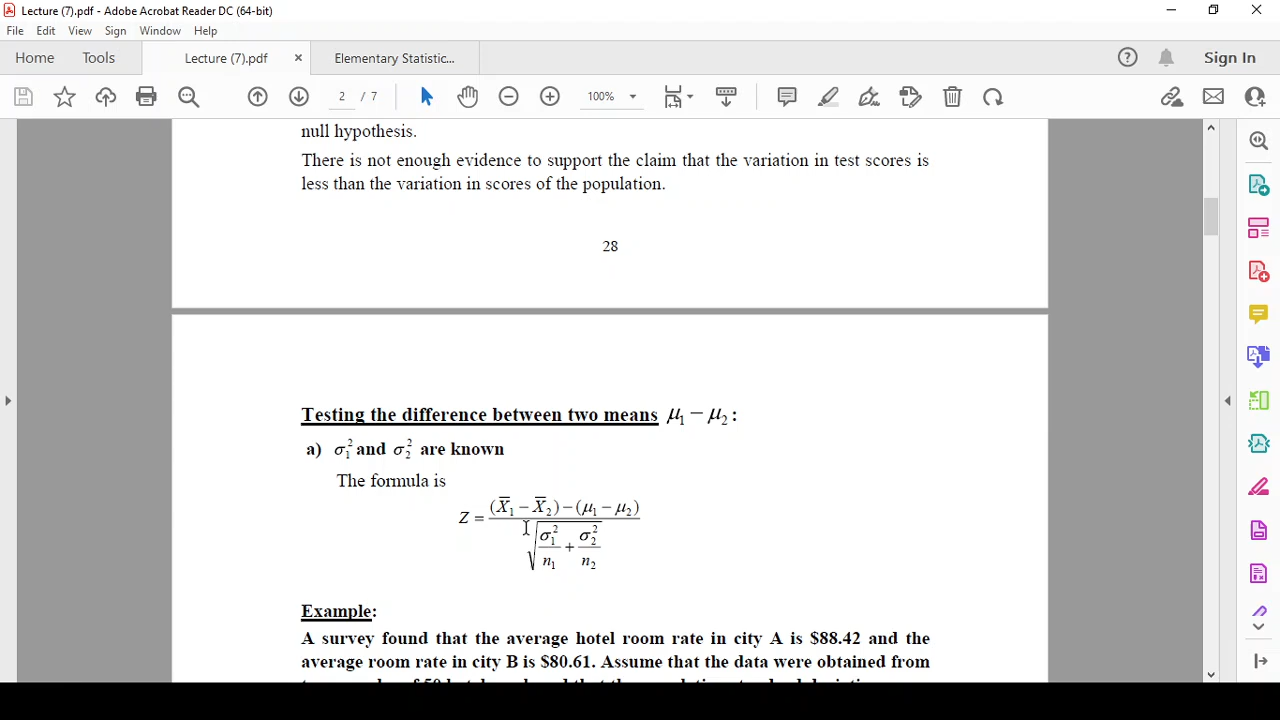 Lecture (7).pdf - Adobe Acrobat Reader DC (64-bit)
File Edit View Sign Window Help
Home Tools Lecture (7).pdf × Elementary Statistic... Sign In
2 / 7 100%
null hypothesis.
There is not enough evidence to support the claim that the variation in test scores is
less than the variation in scores of the population.
28
Testing the difference between two means μ₁ − μ₂ :
a) σ₁² and σ₂² are known
The formula is
Z = ((X̅₁ − X̅₂) − (μ₁ − μ₂)) / √(σ₁²/n₁ + σ₂²/n₂)
Example:
A survey found that the average hotel room rate in city A is $88.42 and the
average room rate in city B is $80.61. Assume that the data were obtained from